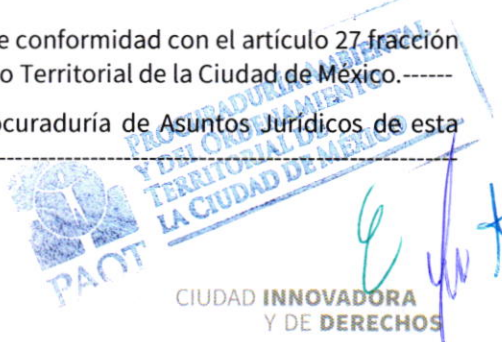 e conformidad con el artículo 27 fracción
o Territorial de la Ciudad de México.------
ocuraduría de Asuntos Jurídicos de esta
PROCURADURÍA AMBIENTAL
Y DEL ORDENAMIENTO
TERRITORIAL DE
LA CIUDAD DE MÉXICO
PAOT
CIUDAD INNOVADORA
Y DE DERECHOS